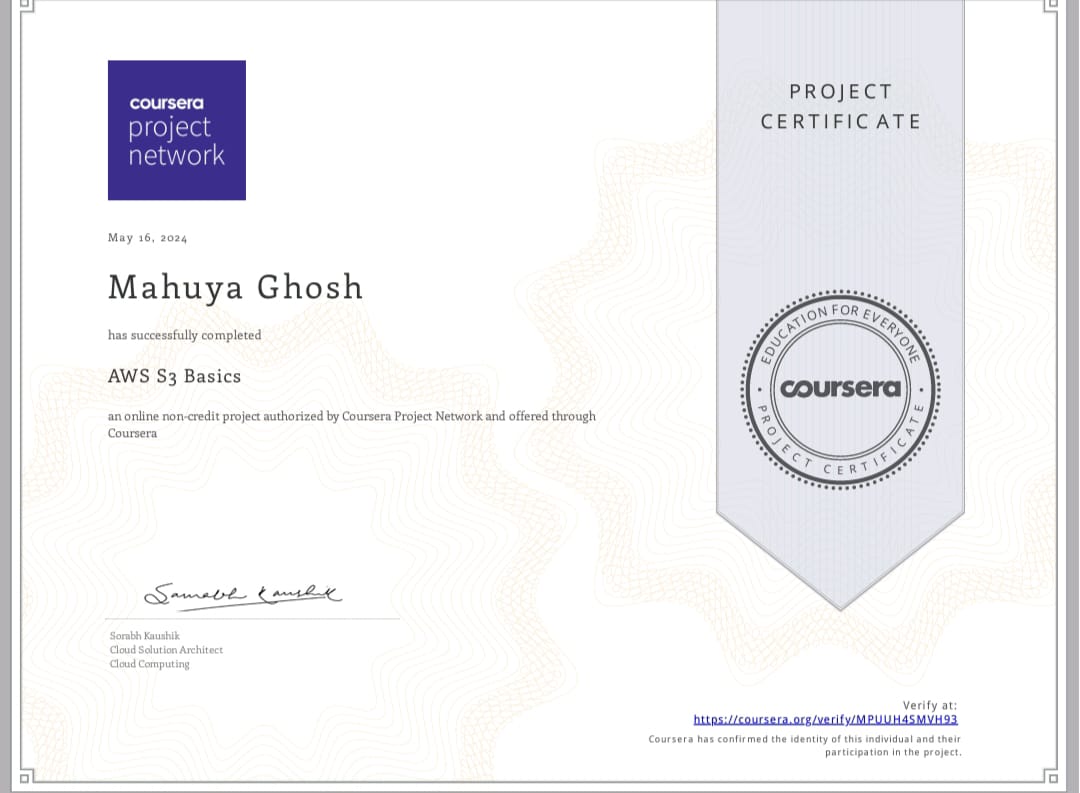 coursera
project
network
May 16, 2024
Mahuya Ghosh
has successfully completed
AWS S3 Basics
an online non-credit project authorized by Coursera Project Network and offered through
Coursera
Sorabh Kaushik
Cloud Solution Architect
Cloud Computing
PROJECT
CERTIFICATE
EDUCATION FOR EVERYONE
coursera
PROJECT CERTIFICATE
Verify at:
https://coursera.org/verify/MPUUH4SMVH93
Coursera has confirmed the identity of this individual and their
participation in the project.